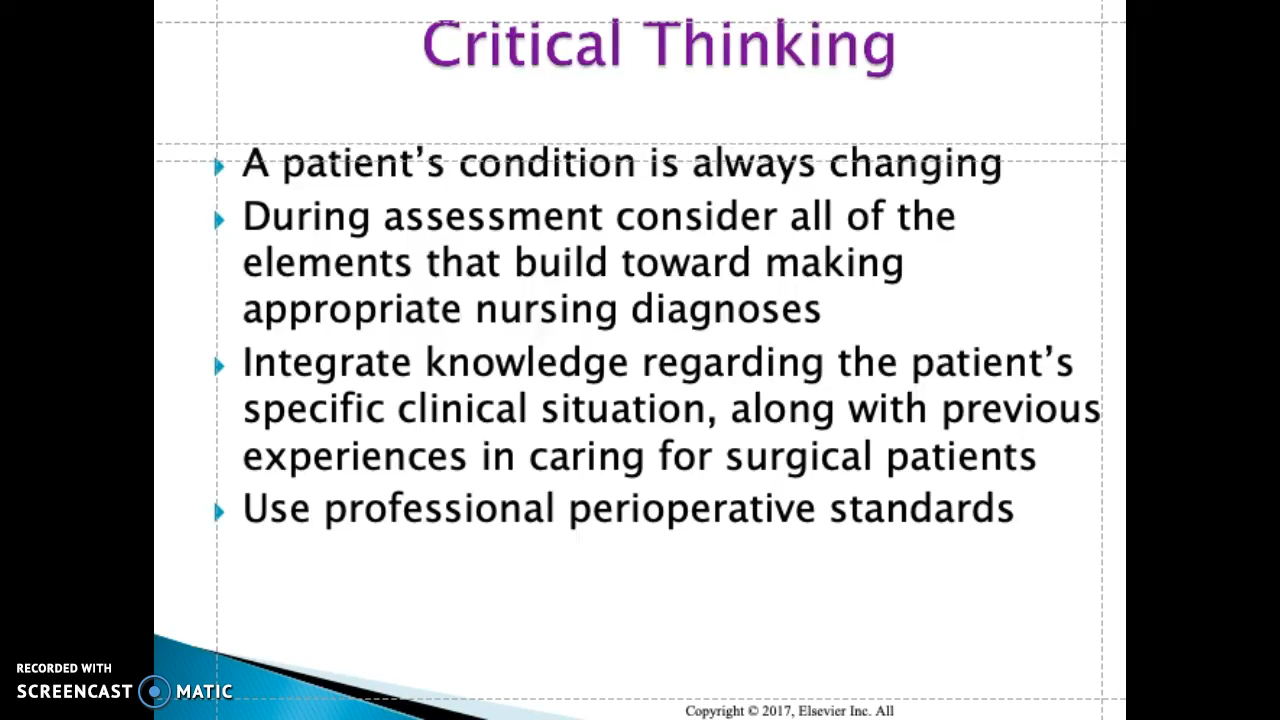 Critical Thinking
A patient's condition is always changing
During assessment consider all of the
elements that build toward making
appropriate nursing diagnoses
Integrate knowledge regarding the patient's
specific clinical situation, along with previous
experiences in caring for surgical patients
Use professional perioperative standards
RECORDED WITH
SCREENCAST MATIC
Copyright © 2017, Elsevier Inc. All